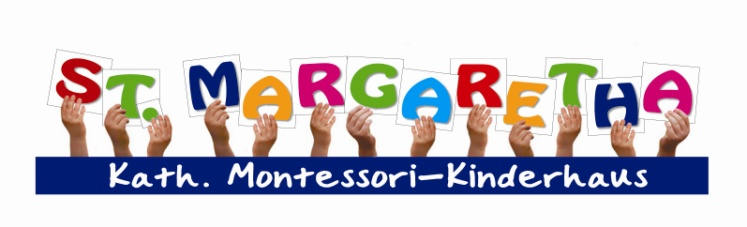 ST. MARGARETHA
Kath. Montessori-Kinderhaus